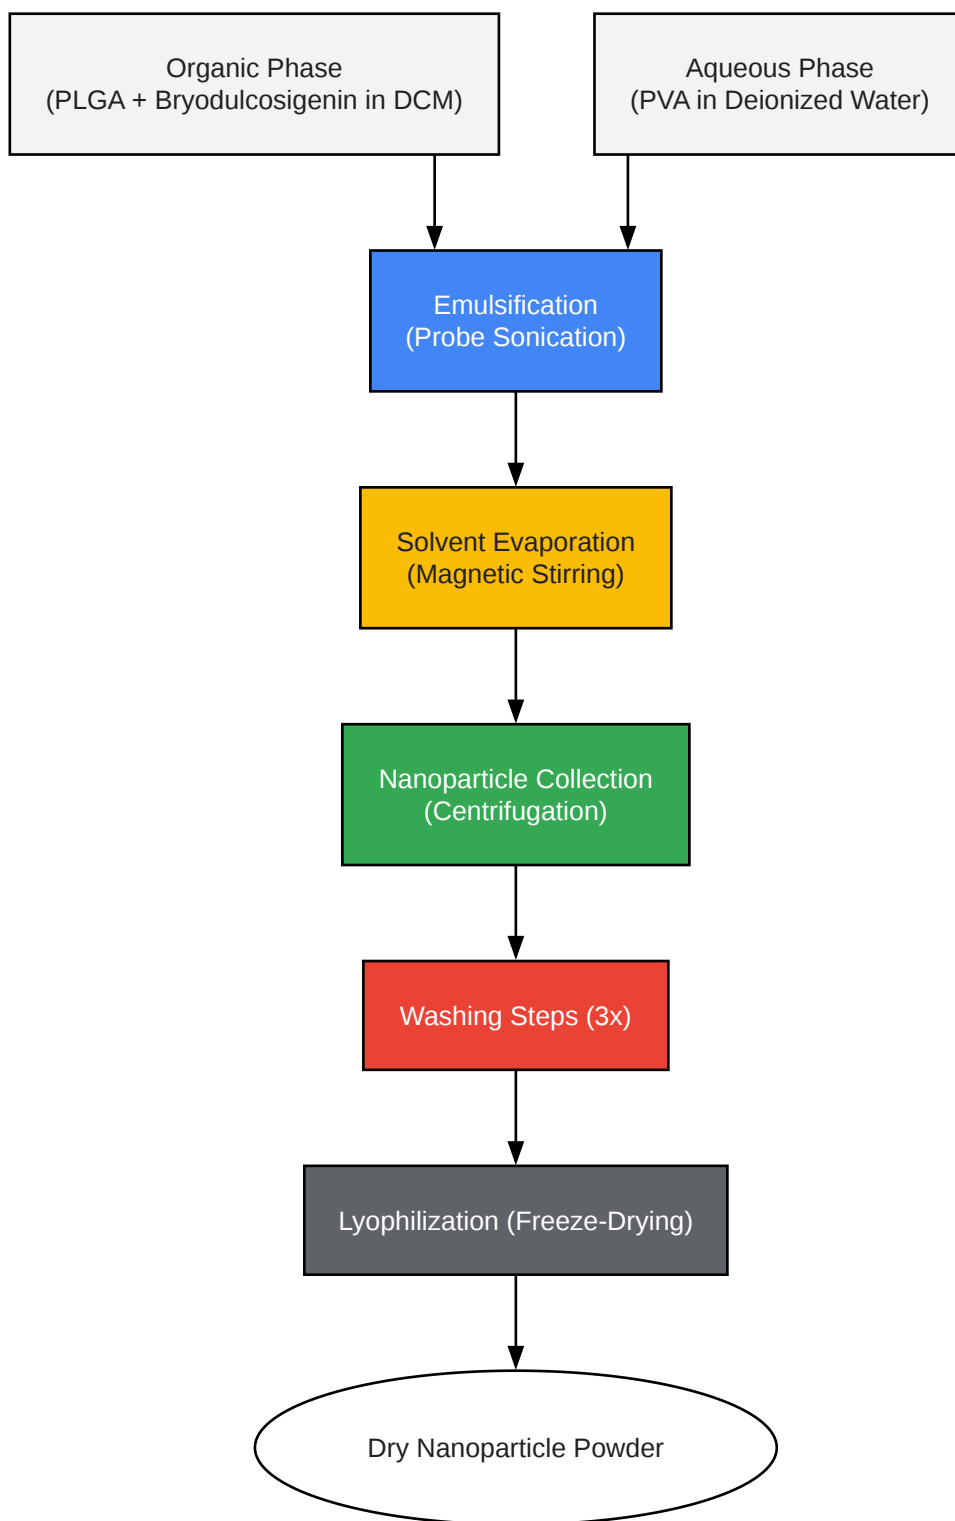 Organic Phase
(PLGA + Bryodulcosigenin in DCM)
Aqueous Phase
(PVA in Deionized Water)
Emulsification
(Probe Sonication)
Solvent Evaporation
(Magnetic Stirring)
Nanoparticle Collection
(Centrifugation)
Washing Steps (3x)
Lyophilization (Freeze-Drying)
Dry Nanoparticle Powder